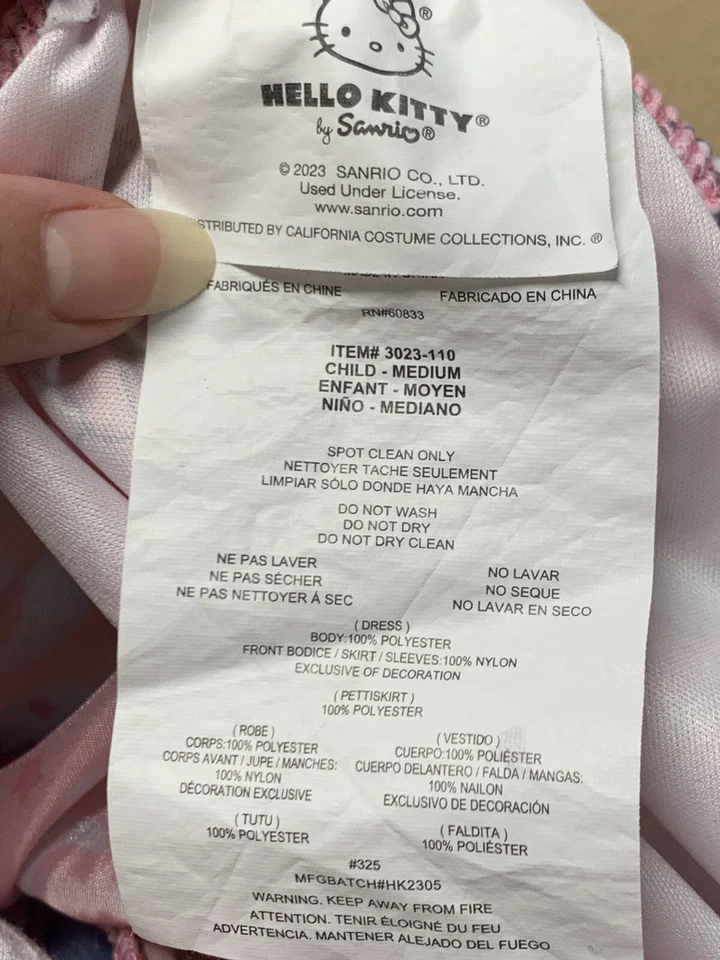 ®
HELLO KITTY®
by Sanrio®
© 2023 SANRIO CO., LTD.
Used Under License.
www.sanrio.com
STRIBUTED BY CALIFORNIA COSTUME COLLECTIONS, INC. ®
FABRIQUÉS EN CHINE
FABRICADO EN CHINA
RN#60833
ITEM# 3023-110
CHILD - MEDIUM
ENFANT - MOYEN
NIÑO - MEDIANO
SPOT CLEAN ONLY
NETTOYER TACHE SEULEMENT
LIMPIAR SÓLO DONDE HAYA MANCHA
DO NOT WASH
DO NOT DRY
DO NOT DRY CLEAN
NE PAS LAVER
NE PAS SÉCHER
NE PAS NETTOYER Á SEC
NO LAVAR
NO SEQUE
NO LAVAR EN SECO
( DRESS )
BODY:100% POLYESTER
FRONT BODICE / SKIRT / SLEEVES:100% NYLON
EXCLUSIVE OF DECORATION
( PETTISKIRT )
100% POLYESTER
( ROBE )
CORPS:100% POLYESTER
CORPS AVANT / JUPE / MANCHES:
100% NYLON
DÉCORATION EXCLUSIVE
( VESTIDO )
CUERPO:100% POLIÉSTER
CUERPO DELANTERO / FALDA / MANGAS:
100% NAILON
EXCLUSIVO DE DECORACIÓN
( TUTU )
100% POLYESTER
( FALDITA )
100% POLIÉSTER
#325
MFGBATCH#HK2305
WARNING. KEEP AWAY FROM FIRE
ATTENTION. TENIR ÉLOIGNÉ DU FEU
ADVERTENCIA. MANTENER ALEJADO DEL FUEGO